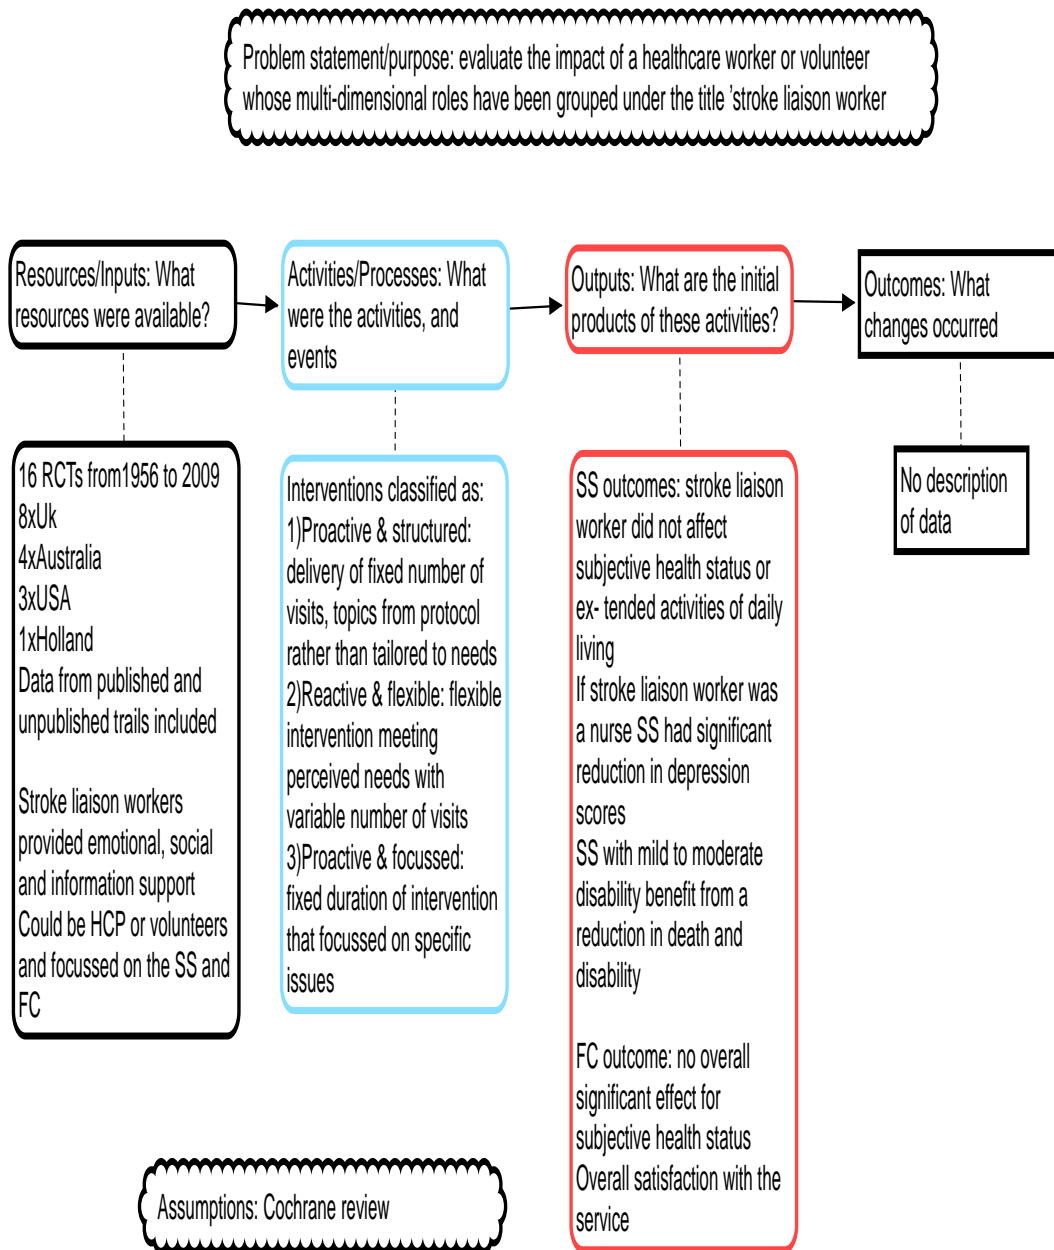 Problem statement/purpose: evaluate the impact of a healthcare worker or volunteer
whose multi-dimensional roles have been grouped under the title 'stroke liaison worker
Resources/Inputs: What
resources were available?
Activities/Processes: What
were the activities, and
events
Outputs: What are the initial
products of these activities?
Outcomes: What
changes occurred
16 RCTs from1956 to 2009
8xUk
4xAustralia
3xUSA
1xHolland
Data from published and
unpublished trails included
Stroke liaison workers
provided emotional, social
and information support
Could be HCP or volunteers
and focussed on the SS and
FC
Interventions classified as:
1)Proactive & structured:
delivery of fixed number of
visits, topics from protocol
rather than tailored to needs
2)Reactive & flexible: flexible
intervention meeting
perceived needs with
variable number of visits
3)Proactive & focussed:
fixed duration of intervention
that focussed on specific
issues
SS outcomes: stroke liaison
worker did not affect
subjective health status or
ex- tended activities of daily
living
If stroke liaison worker was
a nurse SS had significant
reduction in depression
scores
SS with mild to moderate
disability benefit from a
reduction in death and
disability
FC outcome: no overall
significant effect for
subjective health status
Overall satisfaction with the
service
No description
of data
Assumptions: Cochrane review